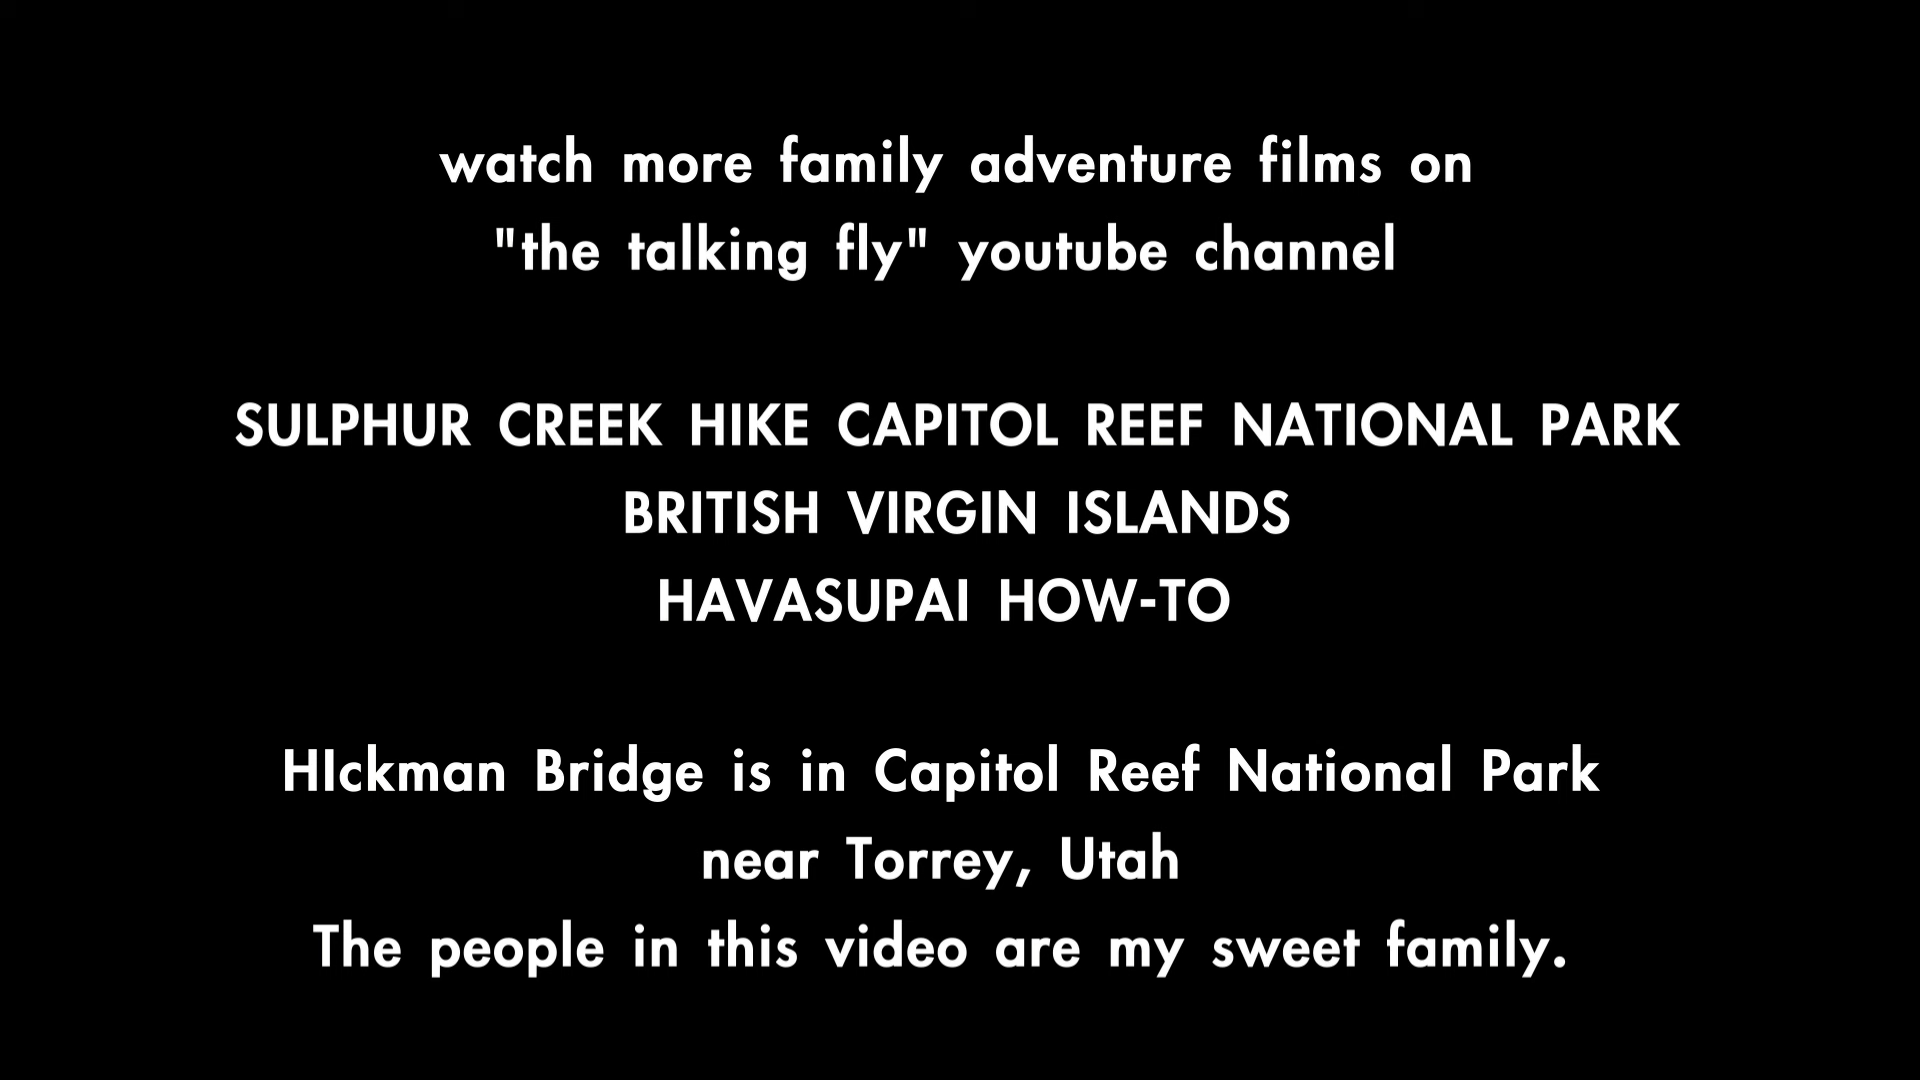 watch more family adventure films on
"the talking fly" youtube channel
SULPHUR CREEK HIKE CAPITOL REEF NATIONAL PARK
BRITISH VIRGIN ISLANDS
HAVASUPAI HOW-TO
HIckman Bridge is in Capitol Reef National Park
near Torrey, Utah
The people in this video are my sweet family.